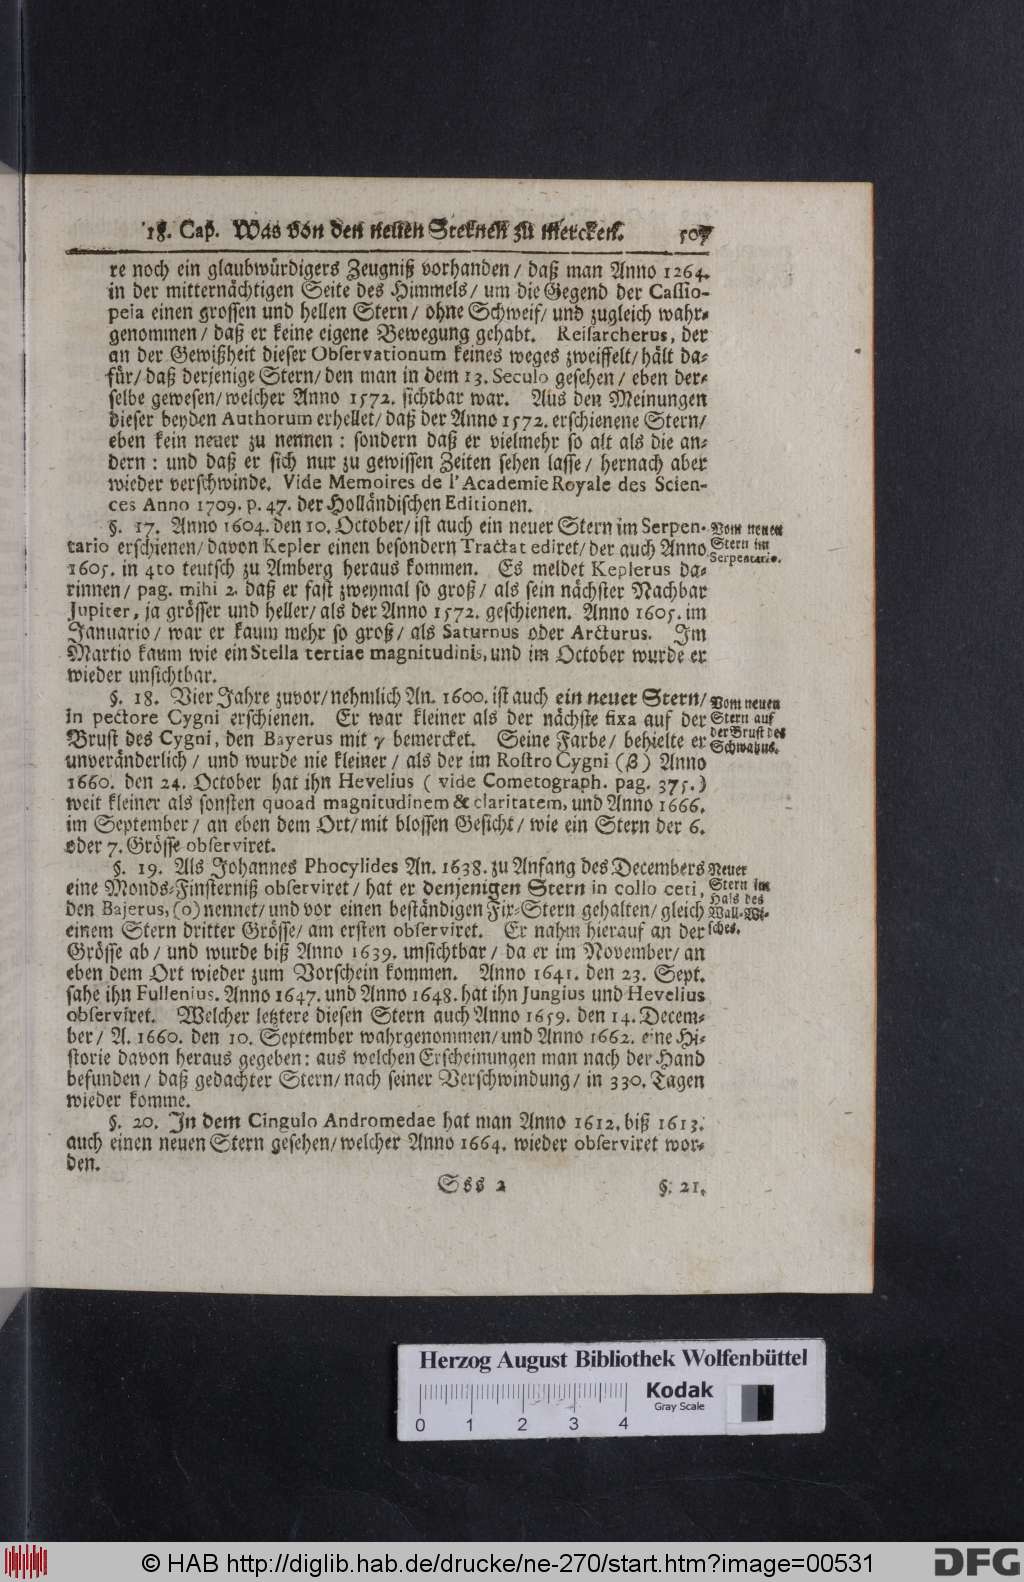 18. Cap. Was von den neuen Sternen zu mercken. 507
re noch ein glaubwürdigers Zeugniß vorhanden / daß man Anno 1264.
in der mitternächtigen Seite des Himmels / um die Gegend der Cassio-
peia einen grossen und hellen Stern / ohne Schweif / und zugleich wahr-
genommen / daß er keine eigene Bewegung gehabt. Reisarcherus, der
an der Gewißheit dieser Observationum keines weges zweiffelt / hält da-
für / daß derjenige Stern / den man in dem 13. Seculo gesehen / eben der-
selbe gewesen / welcher Anno 1572. sichtbar war. Aus den Meinungen
dieser beyden Authorum erhellet / daß der Anno 1572. erschienene Stern /
eben kein neuer zu nennen : sondern daß er vielmehr so alt als die an-
dern : und daß er sich nur zu gewissen Zeiten sehen lasse / hernach aber
wieder verschwinde. Vide Memoires de l'Academie Royale des Scien-
ces Anno 1709. p. 47. der Holländischen Editionen.
§. 17. Anno 1604. den 10. October / ist auch ein neuer Stern im Serpen-
tario erschienen / davon Kepler einen besondern Tractat ediret / der auch Anno
1605. in 4to teutsch zu Amberg heraus kommen. Es meldet Keplerus da-
rinnen / pag. mihi 2. daß er fast zweymal so groß / als sein nächster Nachbar
Jupiter, ja grösser und heller / als der Anno 1572. geschienen. Anno 1605. im
Januario / war er kaum mehr so groß / als Saturnus oder Arcturus. Im
Martio kaum wie ein Stella tertiae magnitudinis, und im October wurde er
wieder unsichtbar.
Vom neuen
Stern im
Serpentario.
§. 18. Vier Jahre zuvor / nehmlich An. 1600. ist auch ein neuer Stern /
in pectore Cygni erschienen. Er war kleiner als der nächste fixa auf der
Brust des Cygni, den Bayerus mit γ bemercket. Seine Farbe / behielte er
unveränderlich / und wurde nie kleiner / als der im Rostro Cygni (β) Anno
1660. den 24. October hat ihn Hevelius ( vide Cometograph. pag. 375. )
weit kleiner als sonsten quoad magnitudinem & claritatem, und Anno 1666.
im September / an eben dem Ort / mit blossen Gesicht / wie ein Stern der 6.
oder 7. Grösse observiret.
Vom neuen
Stern auf
der Brust des
Schwahns.
§. 19. Als Johannes Phocylides An. 1638. zu Anfang des Decembers
eine Monds-Finsterniß observiret / hat er denjenigen Stern in collo ceti,
den Bajerus, (o) nennet / und vor einen beständigen Fix-Stern gehalten / gleich
einem Stern dritter Grösse / am ersten observiret. Er nahm hierauf an der
Grösse ab / und wurde biß Anno 1639. unsichtbar / da er im November / an
eben dem Ort wieder zum Vorschein kommen. Anno 1641. den 23. Sept.
sahe ihn Fullenius. Anno 1647. und Anno 1648. hat ihn Jungius und Hevelius
observiret. Welcher letztere diesen Stern auch Anno 1659. den 14. Decem-
ber / A. 1660. den 10. September wahrgenommen / und Anno 1662. eine Hi-
storie davon heraus gegeben : aus welchen Erscheinungen man nach der Hand
befunden / daß gedachter Stern / nach seiner Verschwindung / in 330. Tagen
wieder komme.
Neuer
Stern im
Hals des
Wall-Wi-
sches.
§. 20. In dem Cingulo Andromedae hat man Anno 1612. biß 1613.
auch einen neuen Stern gesehen / welcher Anno 1664. wieder observiret wor-
den.
Sss 2 §. 21.
Herzog August Bibliothek Wolfenbüttel
0 1 2 3 4
Kodak
Gray Scale
© HAB http://diglib.hab.de/drucke/ne-270/start.htm?image=00531
DFG